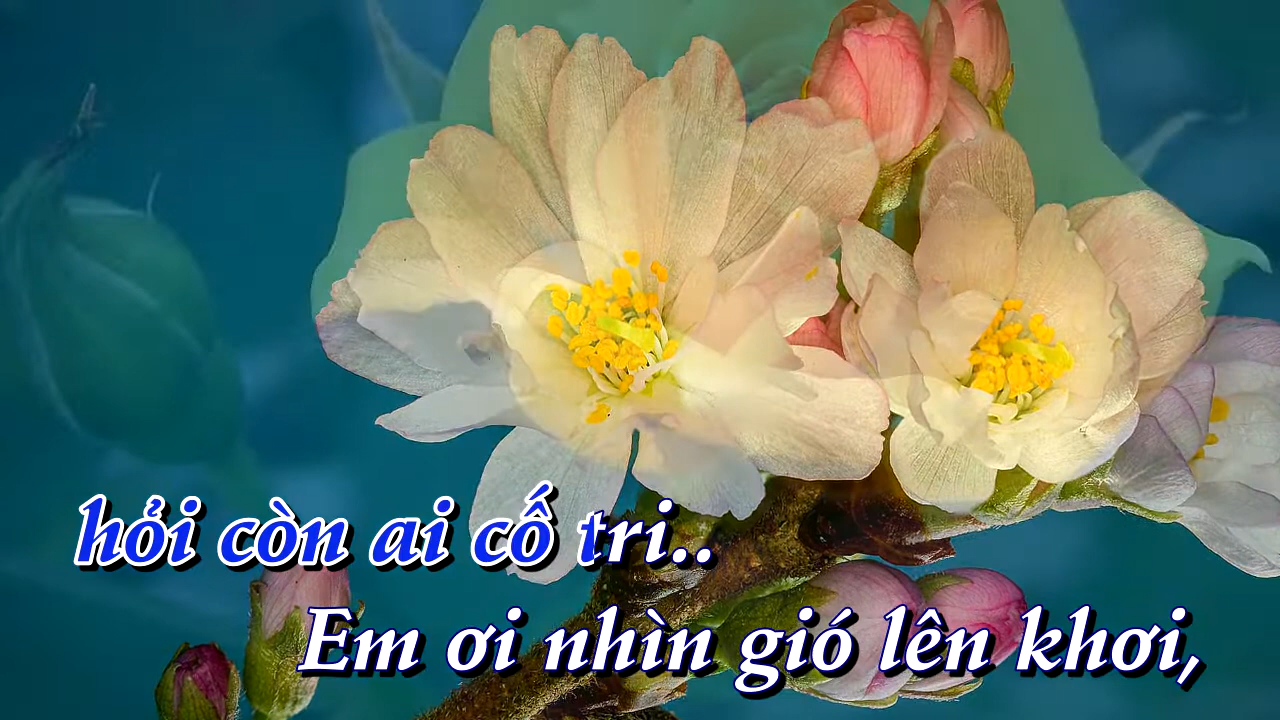 hỏi còn ai cố tri..
Em ơi nhìn gió lên khơi,